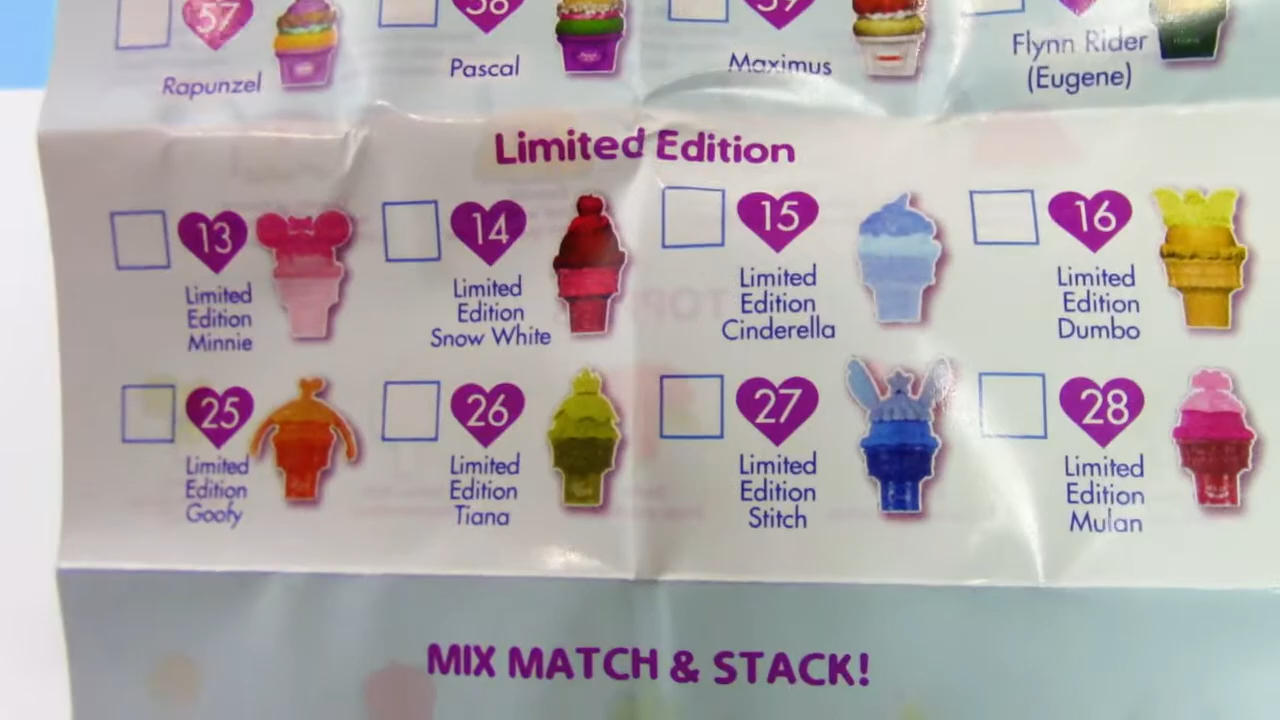 57
58
59
Rapunzel
Pascal
Maximus
Flynn Rider
(Eugene)
Limited Edition
13
Limited
Edition
Minnie
14
Limited
Edition
Snow White
15
Limited
Edition
Cinderella
16
Limited
Edition
Dumbo
25
Limited
Edition
Goofy
26
Limited
Edition
Tiana
27
Limited
Edition
Stitch
28
Limited
Edition
Mulan
MIX MATCH & STACK!